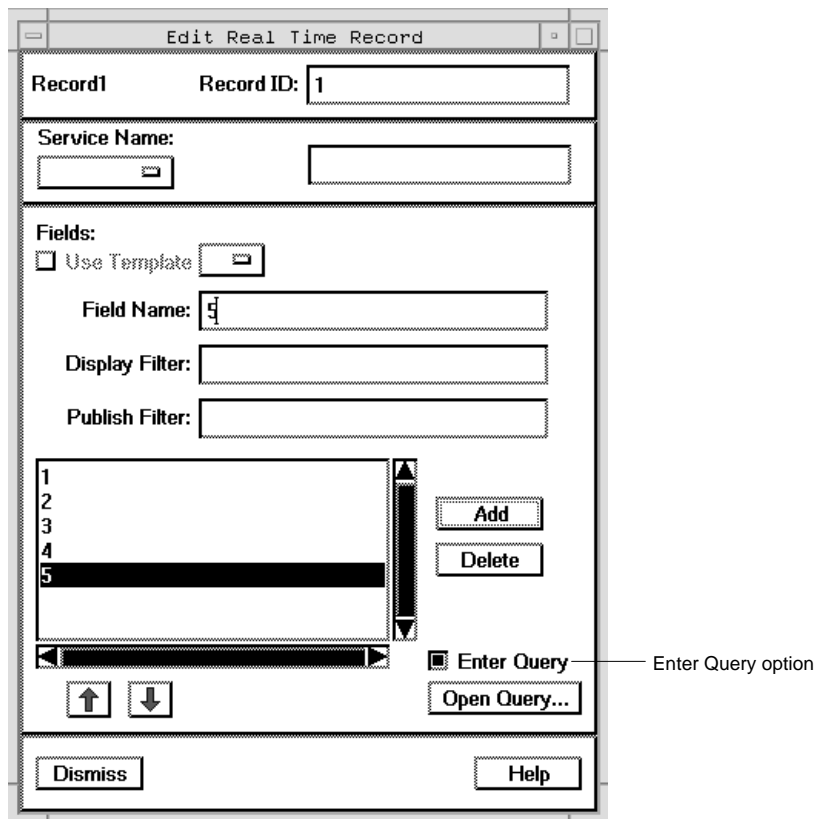 Edit Real Time Record
Record1 Record ID: 1
Service Name:
Fields:
Use Template
Field Name: 5
Display Filter:
Publish Filter:
1
2
3
4
5
Add
Delete
Enter Query
Enter Query option
Open Query...
Dismiss Help